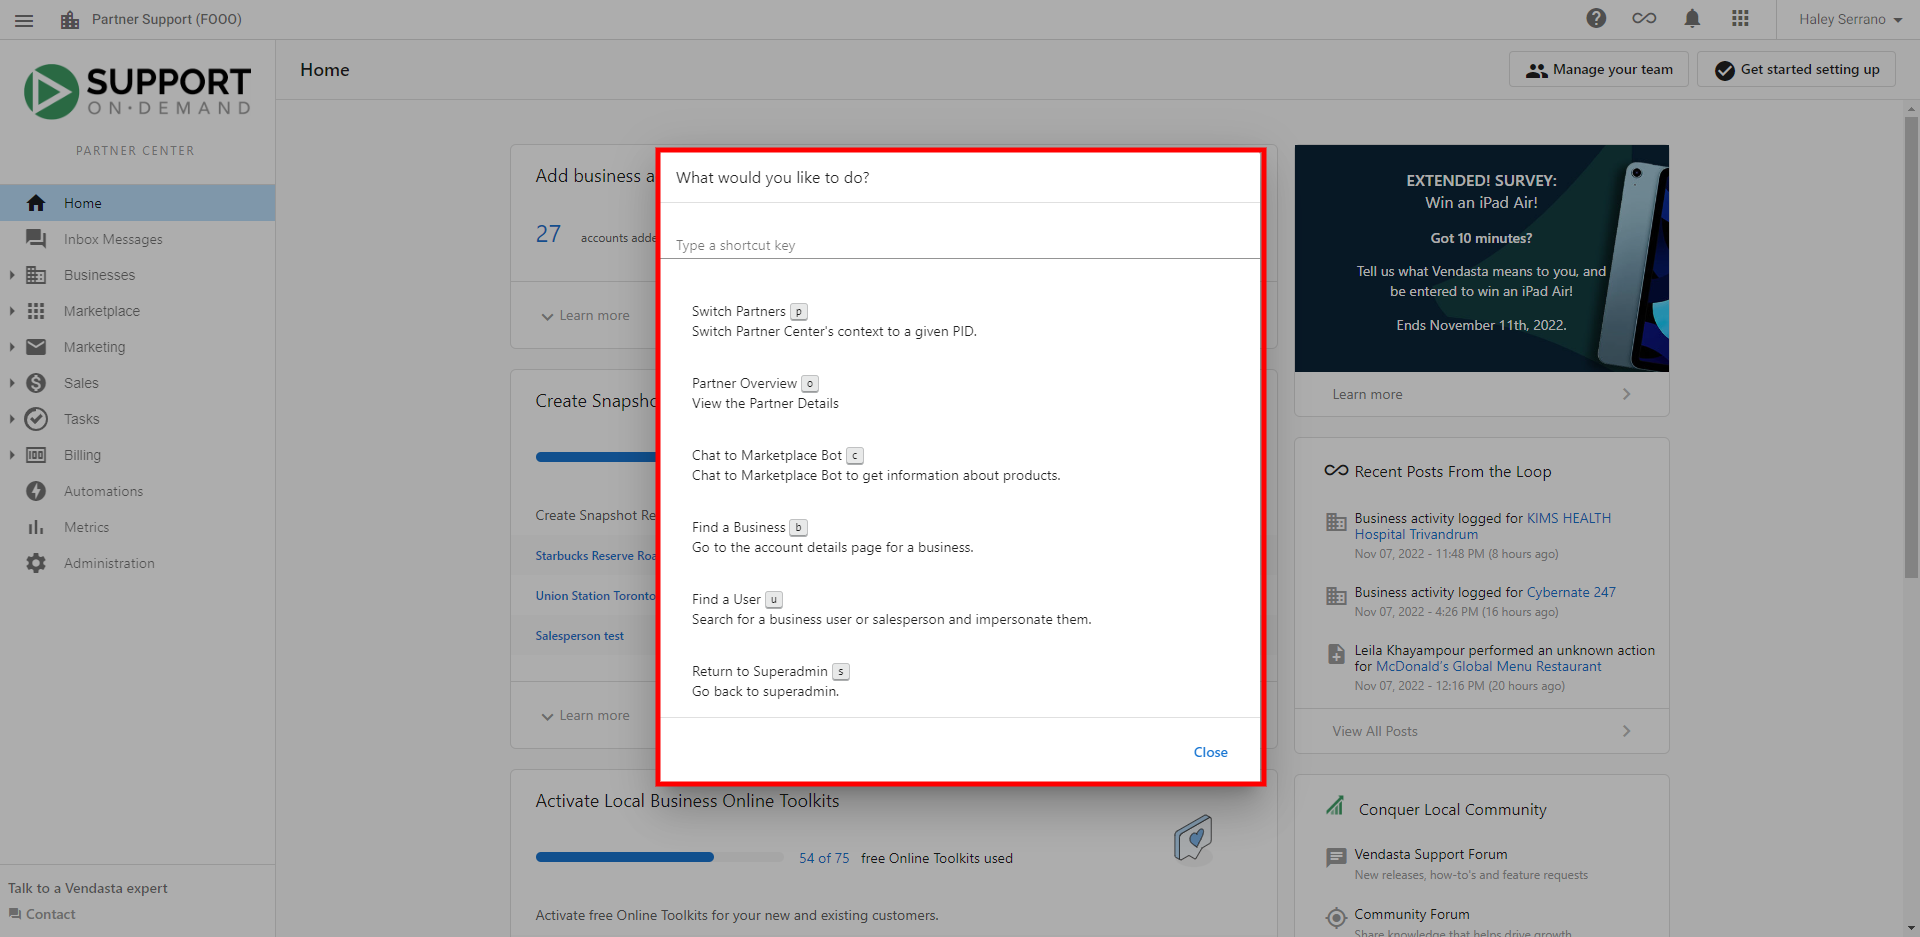 Partner Support (FOOO)
Haley Serrano
SUPPORT
ON·DEMAND
PARTNER CENTER
Home
Inbox Messages
Businesses
Marketplace
Marketing
Sales
Tasks
Billing
Automations
Metrics
Administration
Talk to a Vendasta expert
Contact
Home
Manage your team
Get started setting up
Add business a
27 accounts adde
Learn more
Create Snapsho
Create Snapshot Re
Starbucks Reserve Roa
Union Station Toronto
Salesperson test
Learn more
Activate Local Business Online Toolkits
54 of 75 free Online Toolkits used
Activate free Online Toolkits for your new and existing customers.
What would you like to do?
Type a shortcut key
Switch Partners p
Switch Partner Center's context to a given PID.
Partner Overview o
View the Partner Details
Chat to Marketplace Bot c
Chat to Marketplace Bot to get information about products.
Find a Business b
Go to the account details page for a business.
Find a User u
Search for a business user or salesperson and impersonate them.
Return to Superadmin s
Go back to superadmin.
Close
EXTENDED! SURVEY:
Win an iPad Air!
Got 10 minutes?
Tell us what Vendasta means to you, and
be entered to win an iPad Air!
Ends November 11th, 2022.
Learn more
Recent Posts From the Loop
Business activity logged for KIMS HEALTH
Hospital Trivandrum
Nov 07, 2022 - 11:48 PM (8 hours ago)
Business activity logged for Cybernate 247
Nov 07, 2022 - 4:26 PM (16 hours ago)
Leila Khayampour performed an unknown action
for McDonald's Global Menu Restaurant
Nov 07, 2022 - 12:16 PM (20 hours ago)
View All Posts
Conquer Local Community
Vendasta Support Forum
New releases, how-to's and feature requests
Community Forum
Share knowledge that helps drive growth